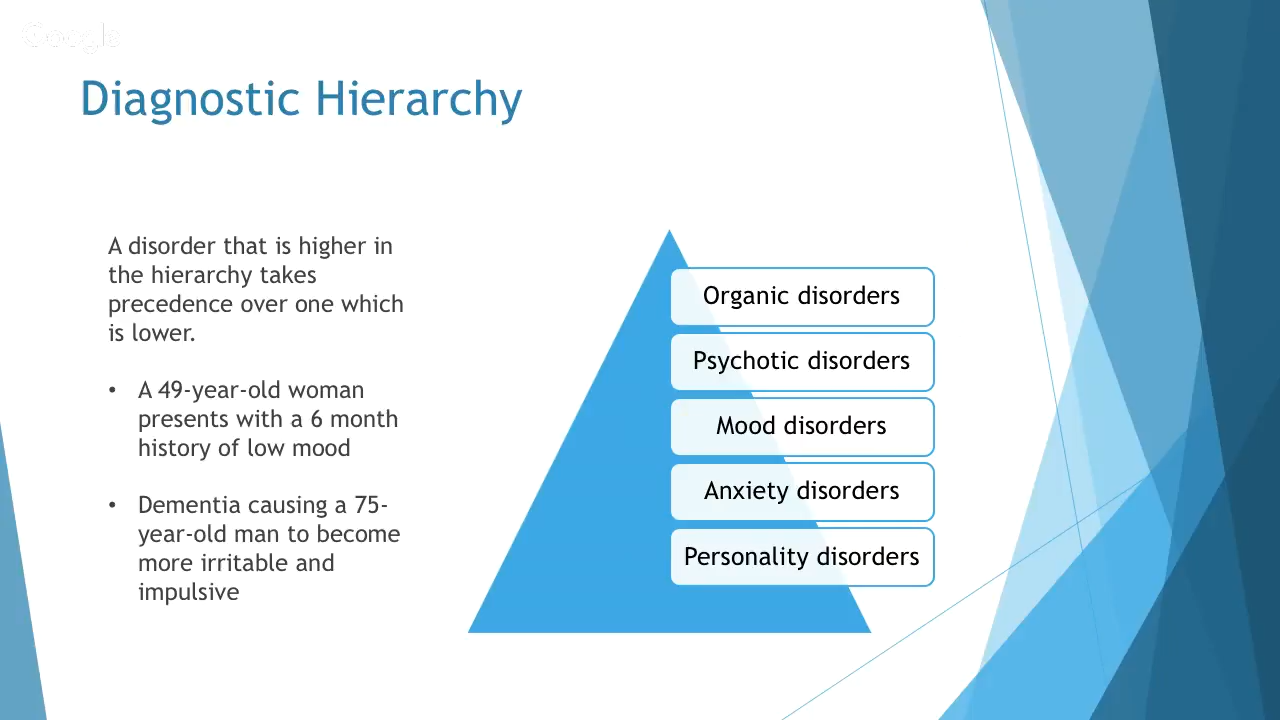 Google
Diagnostic Hierarchy
A disorder that is higher in
the hierarchy takes
precedence over one which
is lower.
• A 49-year-old woman
presents with a 6 month
history of low mood
• Dementia causing a 75-
year-old man to become
more irritable and
impulsive
Organic disorders
Psychotic disorders
Mood disorders
Anxiety disorders
Personality disorders